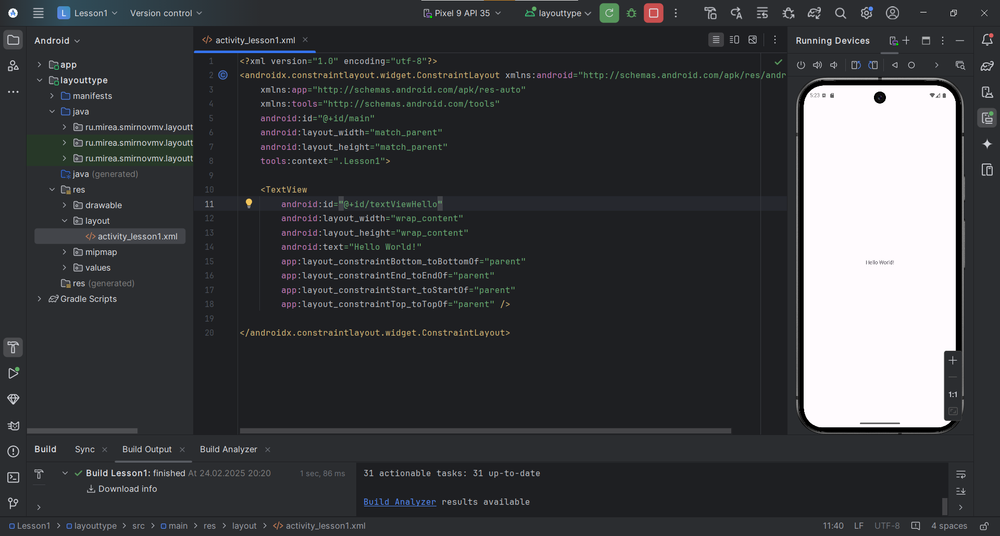 L Lesson1 Version control Pixel 9 API 35 layouttype
Android
app
layouttype
manifests
java
ru.mirea.smirnovmv.layoutt
ru.mirea.smirnovmv.layoutt
ru.mirea.smirnovmv.layoutt
java (generated)
res
drawable
layout
</> activity_lesson1.xml
mipmap
values
res (generated)
Gradle Scripts
</> activity_lesson1.xml
1 <?xml version="1.0" encoding="utf-8"?>
2 <androidx.constraintlayout.widget.ConstraintLayout xmlns:android="http://schemas.android.com/apk/res/andr
3 xmlns:app="http://schemas.android.com/apk/res-auto"
4 xmlns:tools="http://schemas.android.com/tools"
5 android:id="@+id/main"
6 android:layout_width="match_parent"
7 android:layout_height="match_parent"
8 tools:context=".Lesson1">
9
10 <TextView
11 android:id="@+id/textViewHello"
12 android:layout_width="wrap_content"
13 android:layout_height="wrap_content"
14 android:text="Hello World!"
15 app:layout_constraintBottom_toBottomOf="parent"
16 app:layout_constraintEnd_toEndOf="parent"
17 app:layout_constraintStart_toStartOf="parent"
18 app:layout_constraintTop_toTopOf="parent" />
19
20 </androidx.constraintlayout.widget.ConstraintLayout>
Running Devices
5:23
Hello World!
1:1
Build Sync Build Output Build Analyzer
Build Lesson1: finished At 24.02.2025 20:20 1 sec, 86 ms
Download info
31 actionable tasks: 31 up-to-date
Build Analyzer results available
Lesson1 > layouttype > src > main > res > layout > </> activity_lesson1.xml
11:40 LF UTF-8 4 spaces